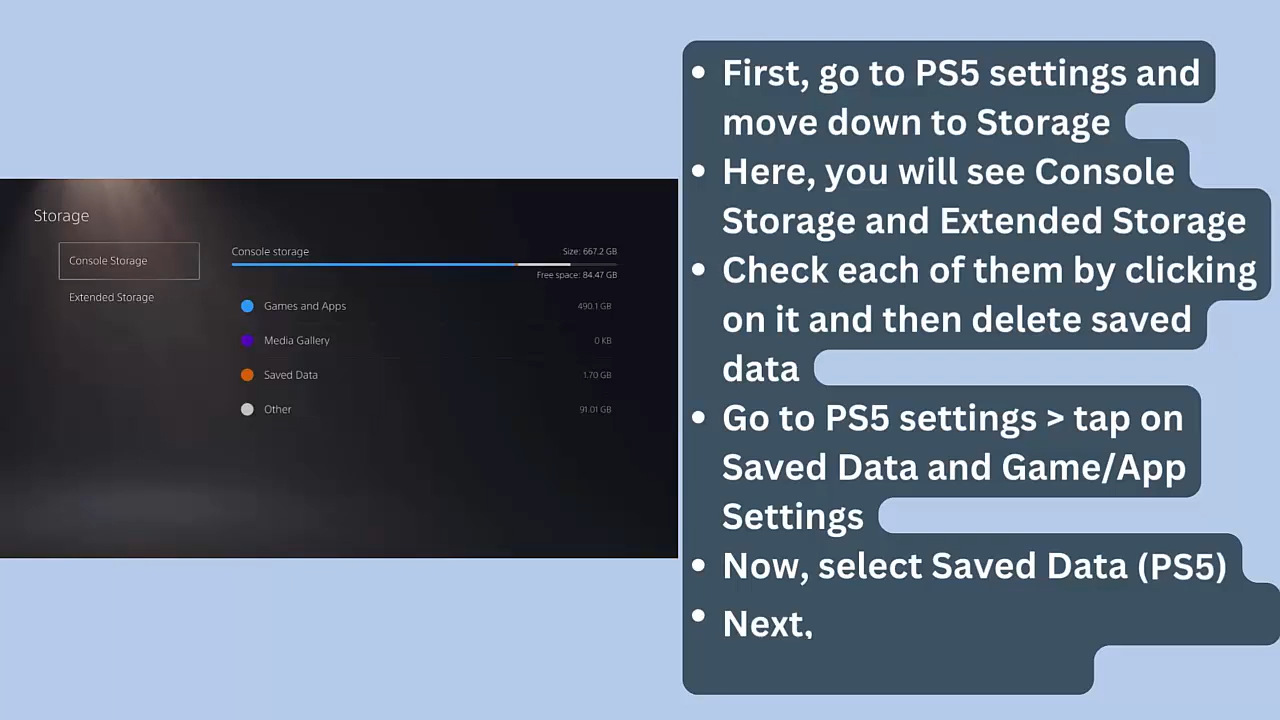 Storage
Console Storage
Extended Storage
Console storage
Size: 667.2 GB
Free space: 84.47 GB
Games and Apps
490.1 GB
Media Gallery
0 KB
Saved Data
1.70 GB
Other
91.01 GB
• First, go to PS5 settings and
move down to Storage
• Here, you will see Console
Storage and Extended Storage
• Check each of them by clicking
on it and then delete saved
data
• Go to PS5 settings > tap on
Saved Data and Game/App
Settings
• Now, select Saved Data (PS5)
• Next,